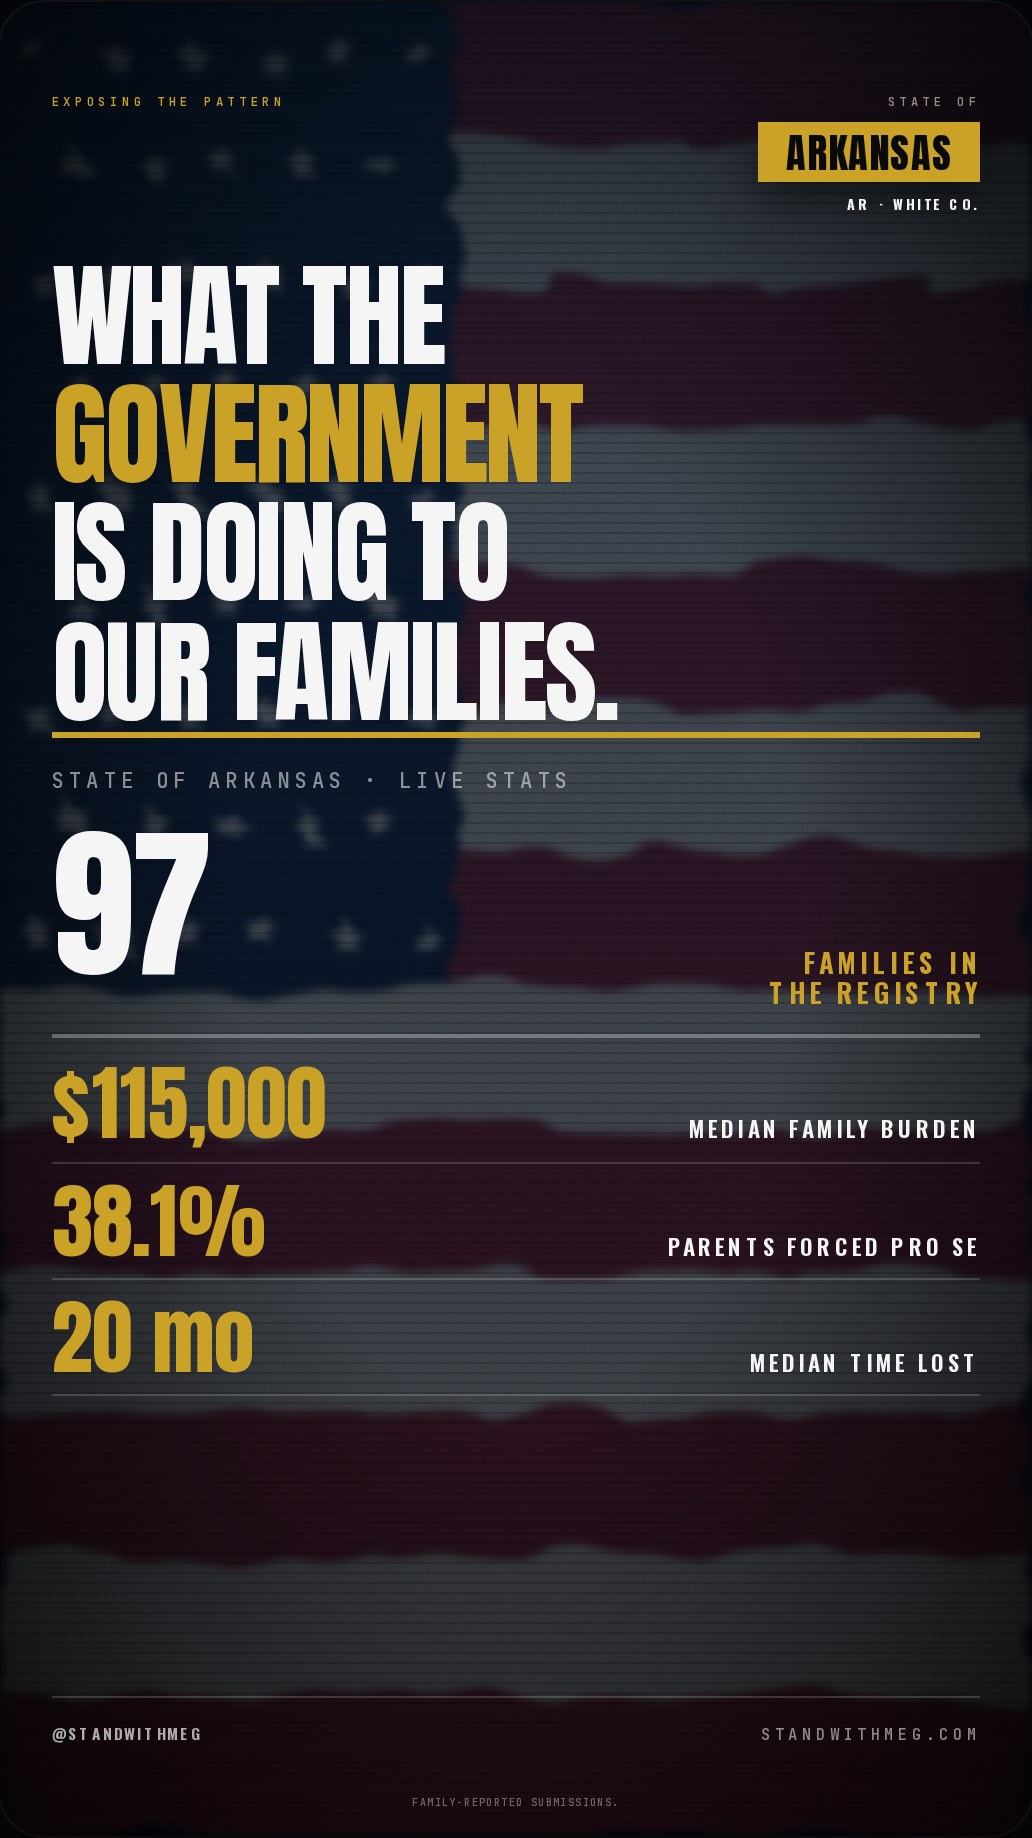 EXPOSING THE PATTERN
STATE OF
ARKANSAS
AR · WHITE CO.
WHAT THE
GOVERNMENT
IS DOING TO
OUR FAMILIES.
STATE OF ARKANSAS · LIVE STATS
97
FAMILIES IN
THE REGISTRY
$115,000
MEDIAN FAMILY BURDEN
38.1%
PARENTS FORCED PRO SE
20 mo
MEDIAN TIME LOST
@STANDWITHMEG
STANDWITHMEG.COM
FAMILY-REPORTED SUBMISSIONS.